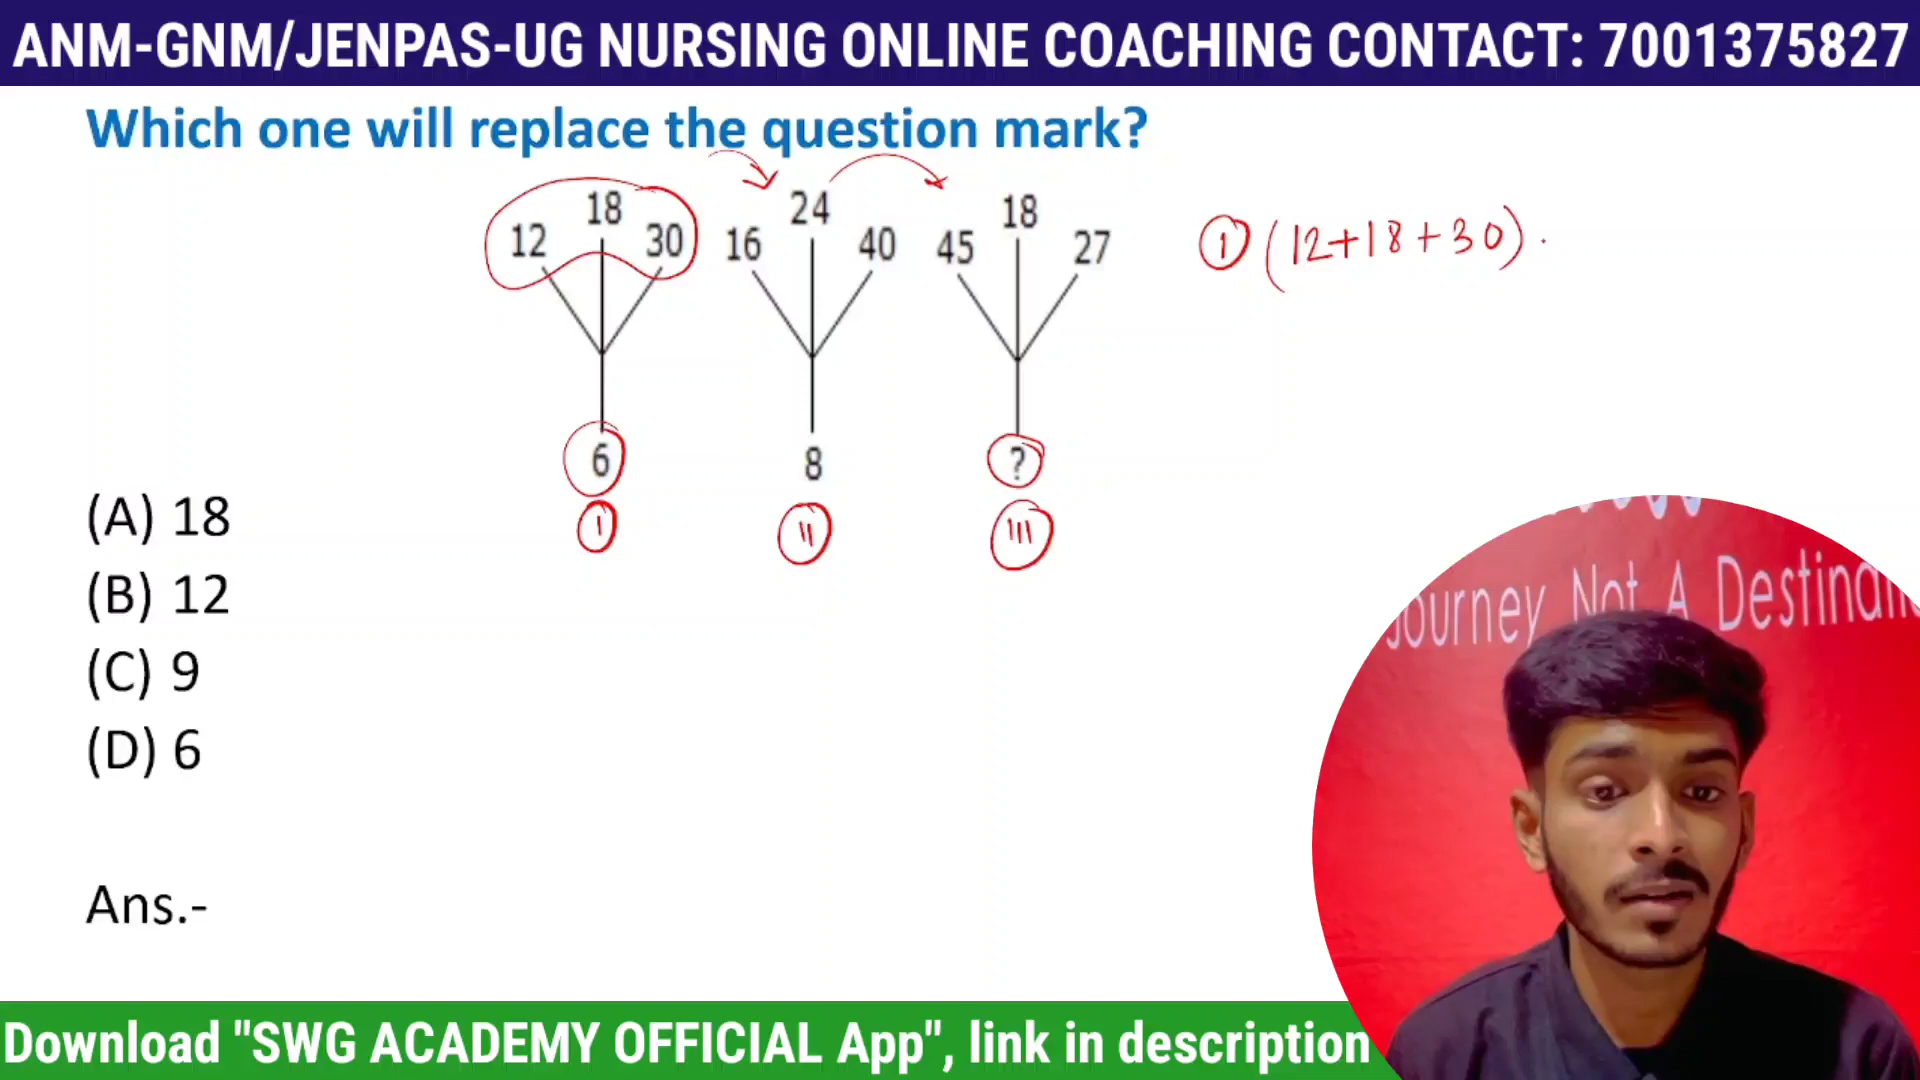 ANM-GNM/JENPAS-UG NURSING ONLINE COACHING CONTACT: 7001375827
Which one will replace the question mark?
18 24 18
12 30 16 40 45 27
① (12+18+30).
6 8 ?
I II III
(A) 18
(B) 12
(C) 9
(D) 6
Journey Not A
Ans.-
Download "SWG ACADEMY OFFICIAL App", link in description